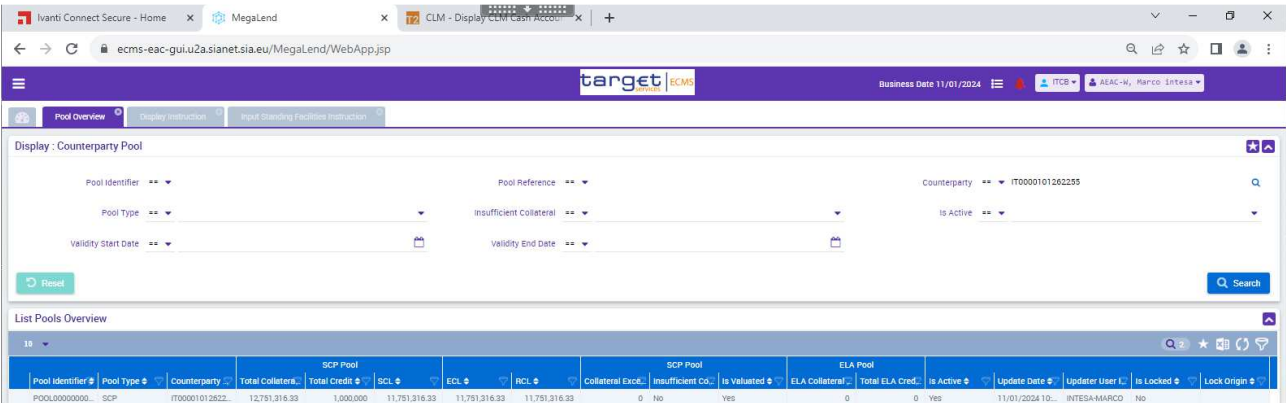 Ivanti Connect Secure - Home
MegaLend
CLM - Display CLM Cash Accou
ecms-eac-gui.u2a.sianet.sia.eu/MegaLend/WebApp.jsp
target services ECMS
Business Date 11/01/2024
ITCB
AEAC-W, Marco intesa
Pool Overview
Display Instruction
Input Standing Facilities Instruction
Display : Counterparty Pool
Pool Identifier ==
Pool Reference ==
Counterparty == IT0000101262255
Pool Type ==
Insufficient Collateral ==
Is Active ==
Validity Start Date ==
Validity End Date ==
Reset
Search
List Pools Overview
10
2
SCP Pool SCP Pool ELA Pool
Pool Identifier Pool Type Counterparty Total Collatera... Total Credit SCL ECL RCL Collateral Exce... Insufficient Co... Is Valuated ELA Collateral Total ELA Cred... Is Active Update Date Updater User I... Is Locked Lock Origin
POOL00000000... SCP IT00001012622... 12,751,316.33 1,000,000 11,751,316.33 11,751,316.33 11,751,316.33 0 No Yes 0 0 Yes 11/01/2024 10:... INTESA-MARCO No